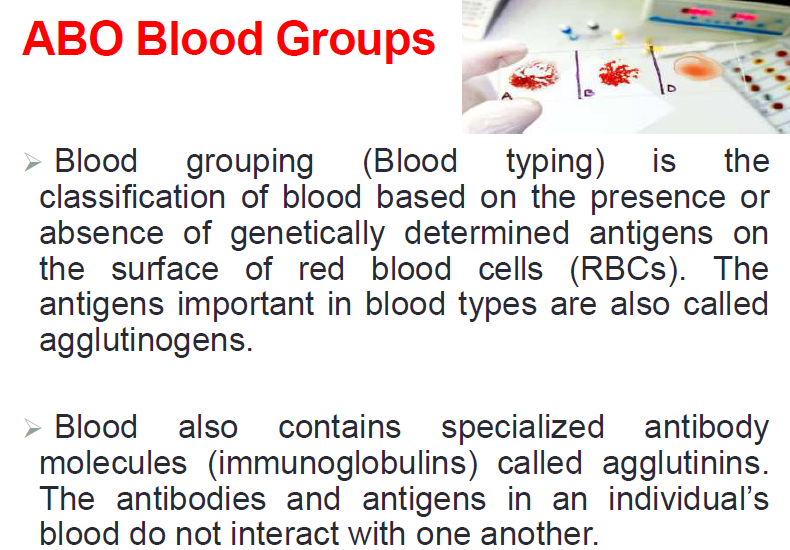 ABO Blood Groups
A B D
➢ Blood grouping (Blood typing) is the
classification of blood based on the presence or
absence of genetically determined antigens on
the surface of red blood cells (RBCs). The
antigens important in blood types are also called
agglutinogens.
➢ Blood also contains specialized antibody
molecules (immunoglobulins) called agglutinins.
The antibodies and antigens in an individual’s
blood do not interact with one another.